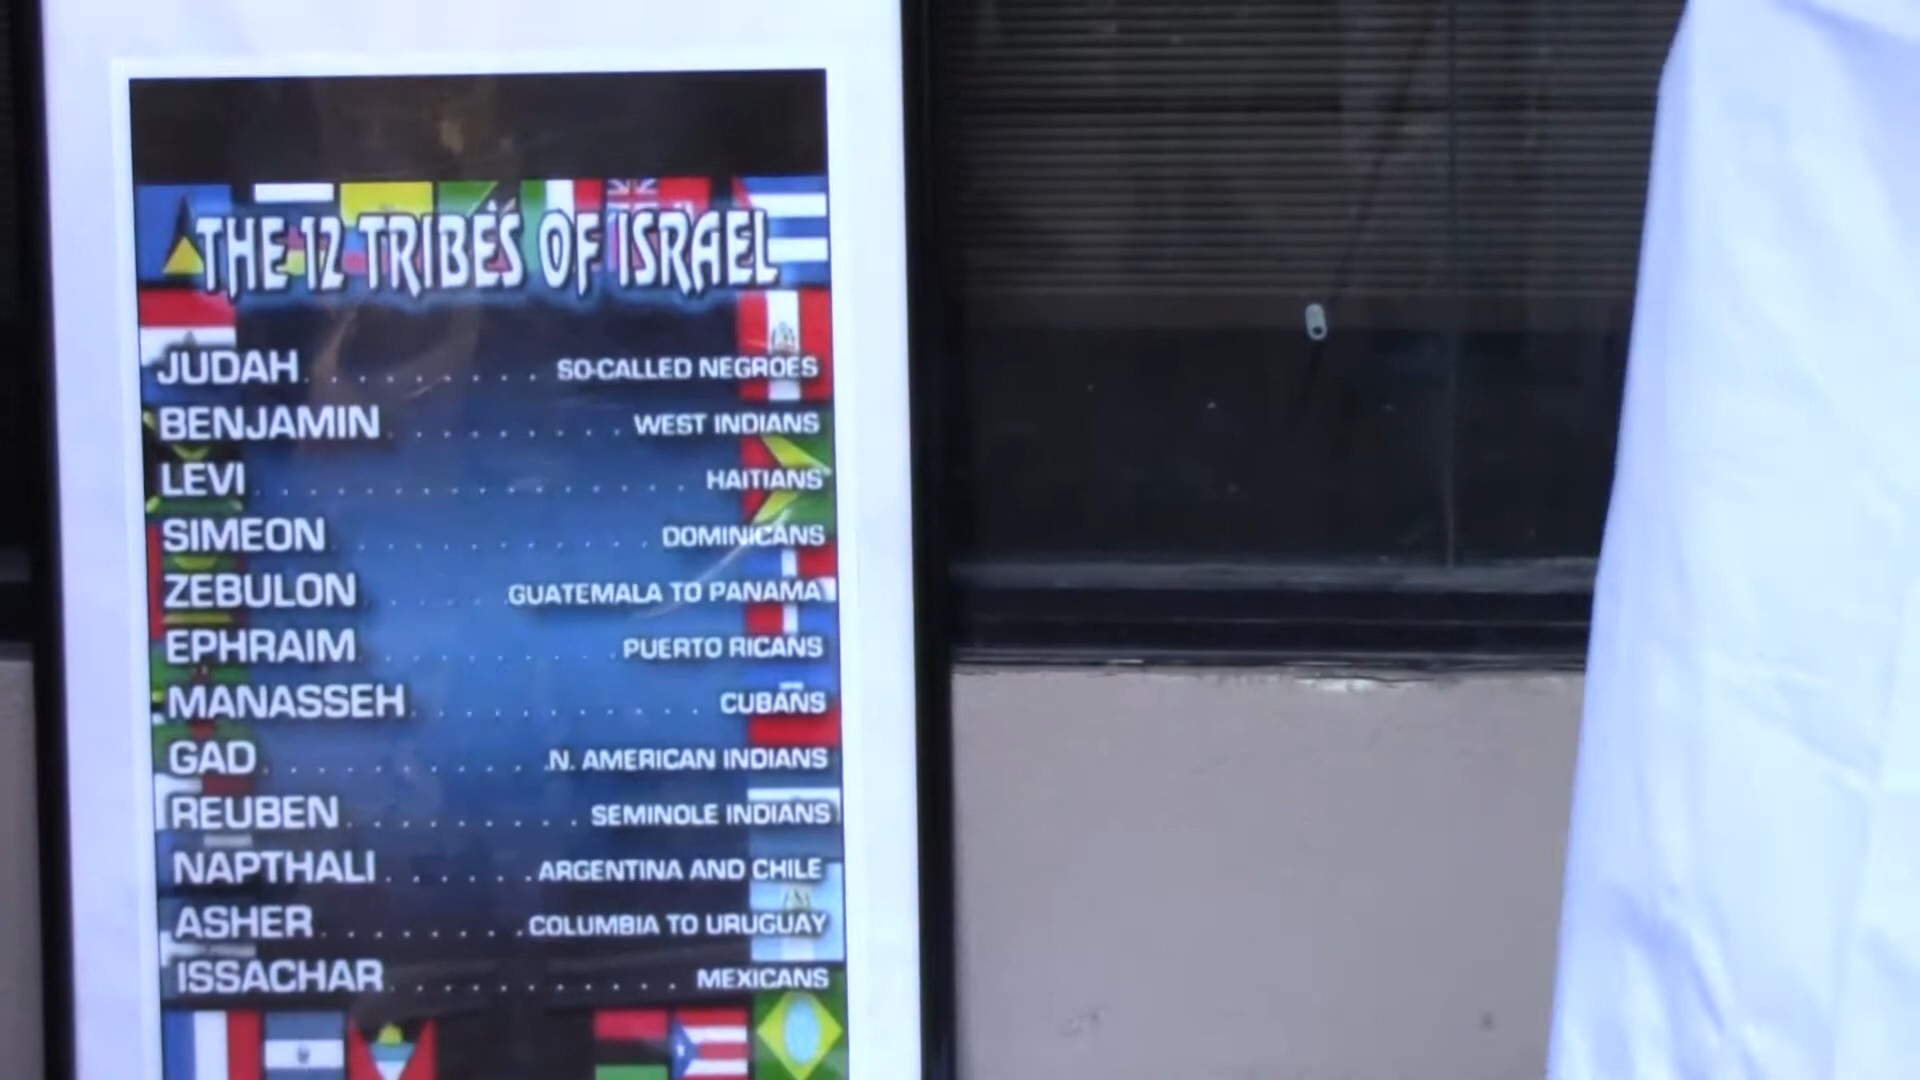 THE 12 TRIBES OF ISRAEL
JUDAH . . . . . . . . . . SO-CALLED NEGROES
BENJAMIN . . . . . . . . . WEST INDIANS
LEVI . . . . . . . . . . . . . . . . . HAITIANS
SIMEON . . . . . . . . . . . . DOMINICANS
ZEBULON . . . . . . GUATEMALA TO PANAMA
EPHRAIM . . . . . . . . . . PUERTO RICANS
MANASSEH . . . . . . . . . . . CUBANS
GAD . . . . . . . . . . . . N. AMERICAN INDIANS
REUBEN . . . . . . . . . SEMINOLE INDIANS
NAPTHALI . . . . . . ARGENTINA AND CHILE
ASHER . . . . . . . . COLUMBIA TO URUGUAY
ISSACHAR . . . . . . . . . . . MEXICANS